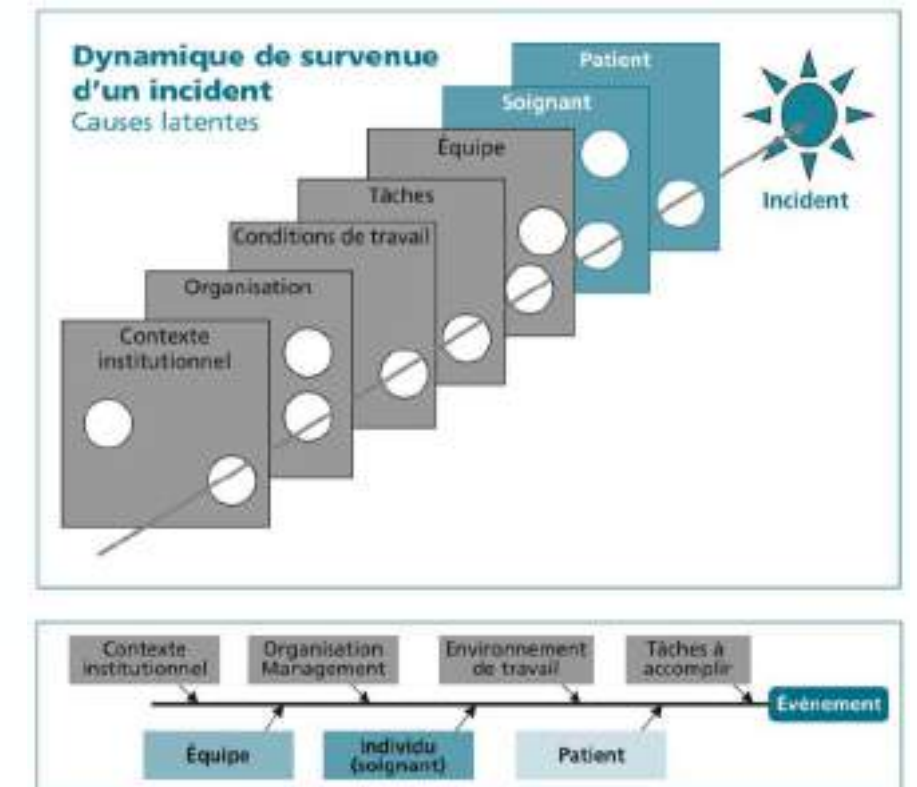 Dynamique de survenue
d'un incident
Causes latentes
Patient
Soignant
Équipe
Tâches
Conditions de travail
Organisation
Contexte
institutionnel
Incident
Contexte
institutionnel
Organisation
Management
Environnement
de travail
Tâches à
accomplir
Évènement
Équipe
Individu
(soignant)
Patient